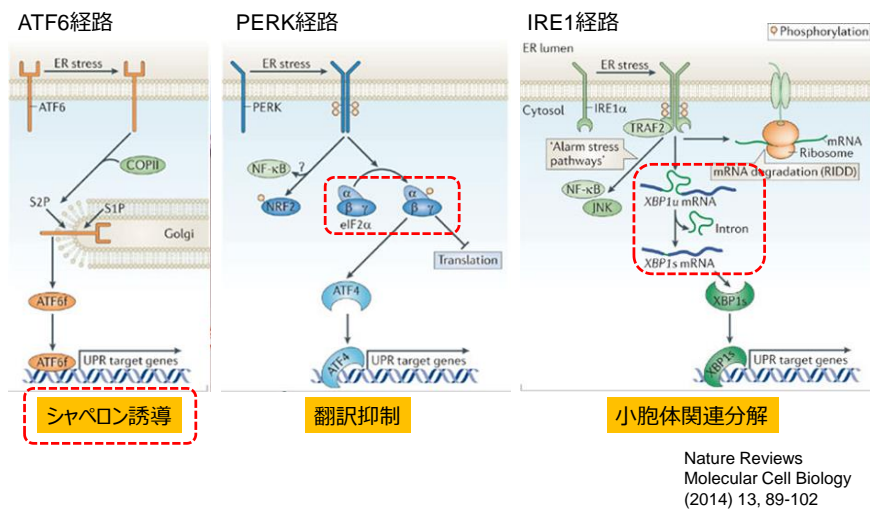 ATF6経路
ER stress
ATF6
COPII
S2P
S1P
Golgi
ATF6f
ATF6f
UPR target genes
シャペロン誘導
PERK経路
ER stress
PERK
NF-κB
?
NRF2
α
β γ
eIF2α
α
β γ
Translation
ATF4
ATF4
UPR target genes
翻訳抑制
IRE1経路
Phosphorylation
ER lumen
ER stress
Cytosol
IRE1α
TRAF2
'Alarm stress
pathways'
mRNA
Ribosome
mRNA degradation (RIDD)
NF-κB
JNK
XBP1u mRNA
Intron
XBP1s mRNA
XBP1s
XBP1s
UPR target genes
小胞体関連分解
Nature Reviews
Molecular Cell Biology
(2014) 13, 89-102